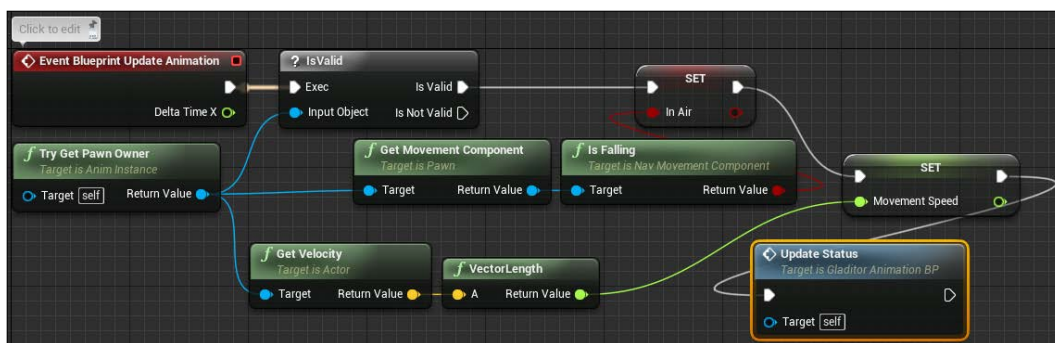 Click to edit
Event Blueprint Update Animation
Delta Time X
? IsValid
Exec
Is Valid
Input Object
Is Not Valid
SET
In Air
f Try Get Pawn Owner
Target is Anim Instance
Target self
Return Value
f Get Movement Component
Target is Pawn
Target
Return Value
f Is Falling
Target is Nav Movement Component
Target
Return Value
SET
Movement Speed
f Get Velocity
Target is Actor
Target
Return Value
f VectorLength
A
Return Value
Update Status
Target is Gladitor Animation BP
Target self